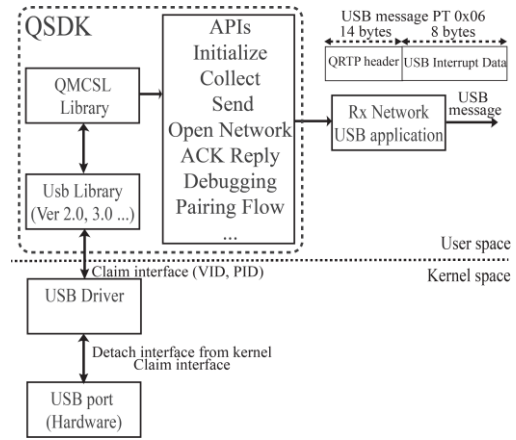 QSDK
QMCSL
Library
Usb Library
(Ver 2.0, 3.0 ...)
APIs
Initialize
Collect
Send
Open Network
ACK Reply
Debugging
Pairing Flow
...
USB message PT 0x06
14 bytes 8 bytes
QRTP header USB Interrupt Data
Rx Network
USB application
USB
message
User space
Kernel space
Claim interface (VID, PID)
USB Driver
Detach interface from kernel
Claim interface
USB port
(Hardware)